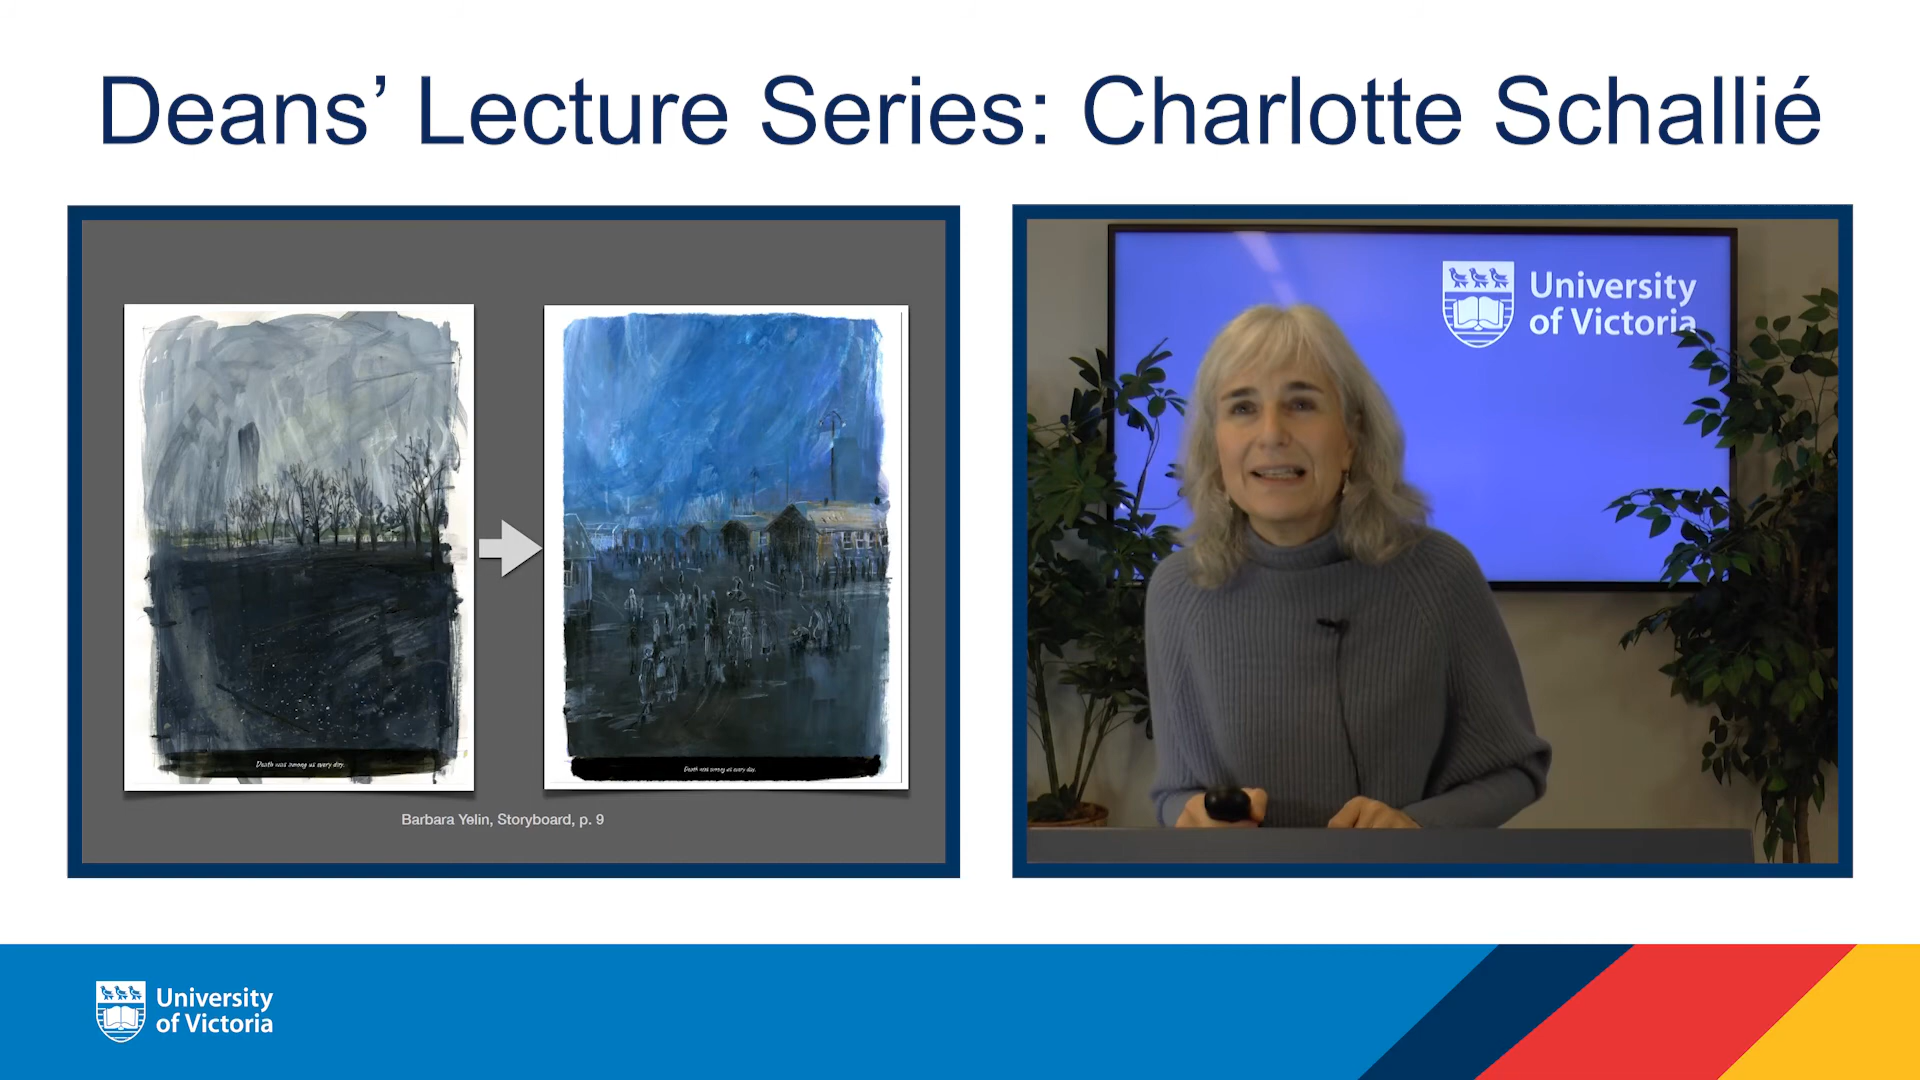 Deans’ Lecture Series: Charlotte Schallié
Death was among us every day.
Death was among us every day.
Barbara Yelin, Storyboard, p. 9
University
of Victoria
University
of Victoria